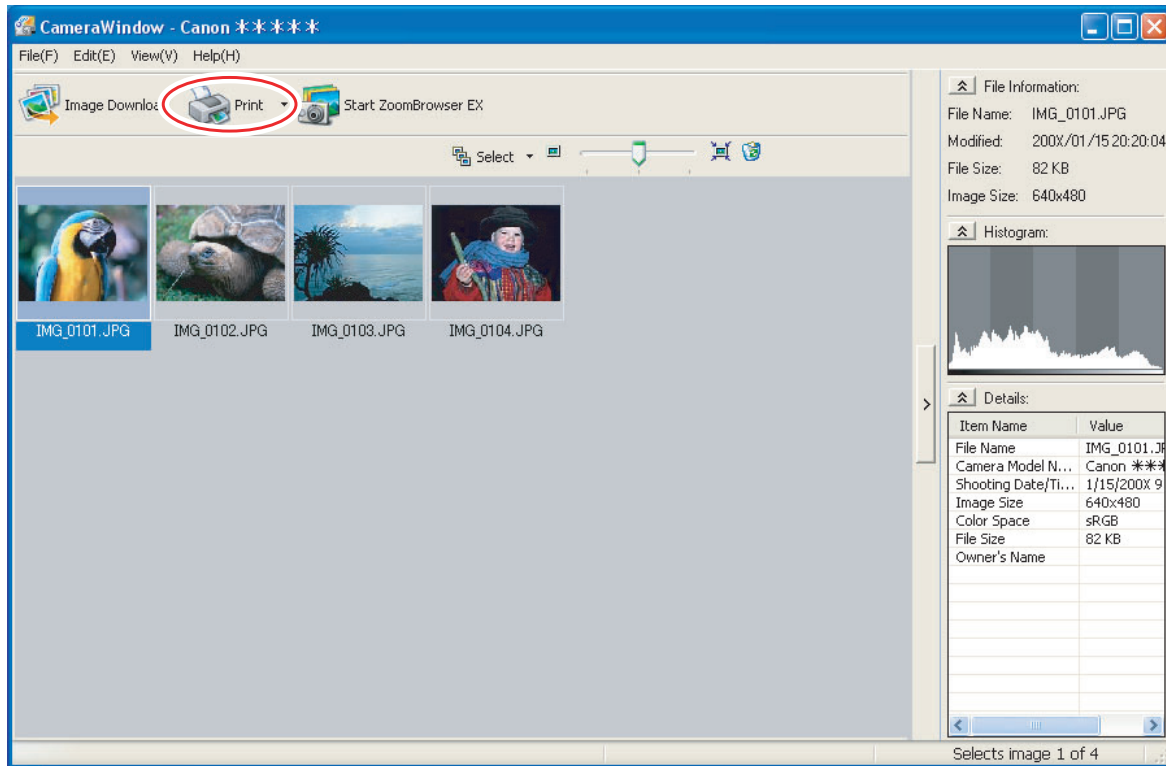 CameraWindow - Canon *****
File(F) Edit(E) View(V) Help(H)
Image Downloa Print Start ZoomBrowser EX
Select
IMG_0101.JPG IMG_0102.JPG IMG_0103.JPG IMG_0104.JPG
File Information:
File Name: IMG_0101.JPG
Modified: 200X/01/15 20:20:04
File Size: 82 KB
Image Size: 640x480
Histogram:
Details:
Item Name Value
File Name IMG_0101.JP
Camera Model N... Canon ***
Shooting Date/Ti... 1/15/200X 9
Image Size 640x480
Color Space sRGB
File Size 82 KB
Owner's Name
Selects image 1 of 4